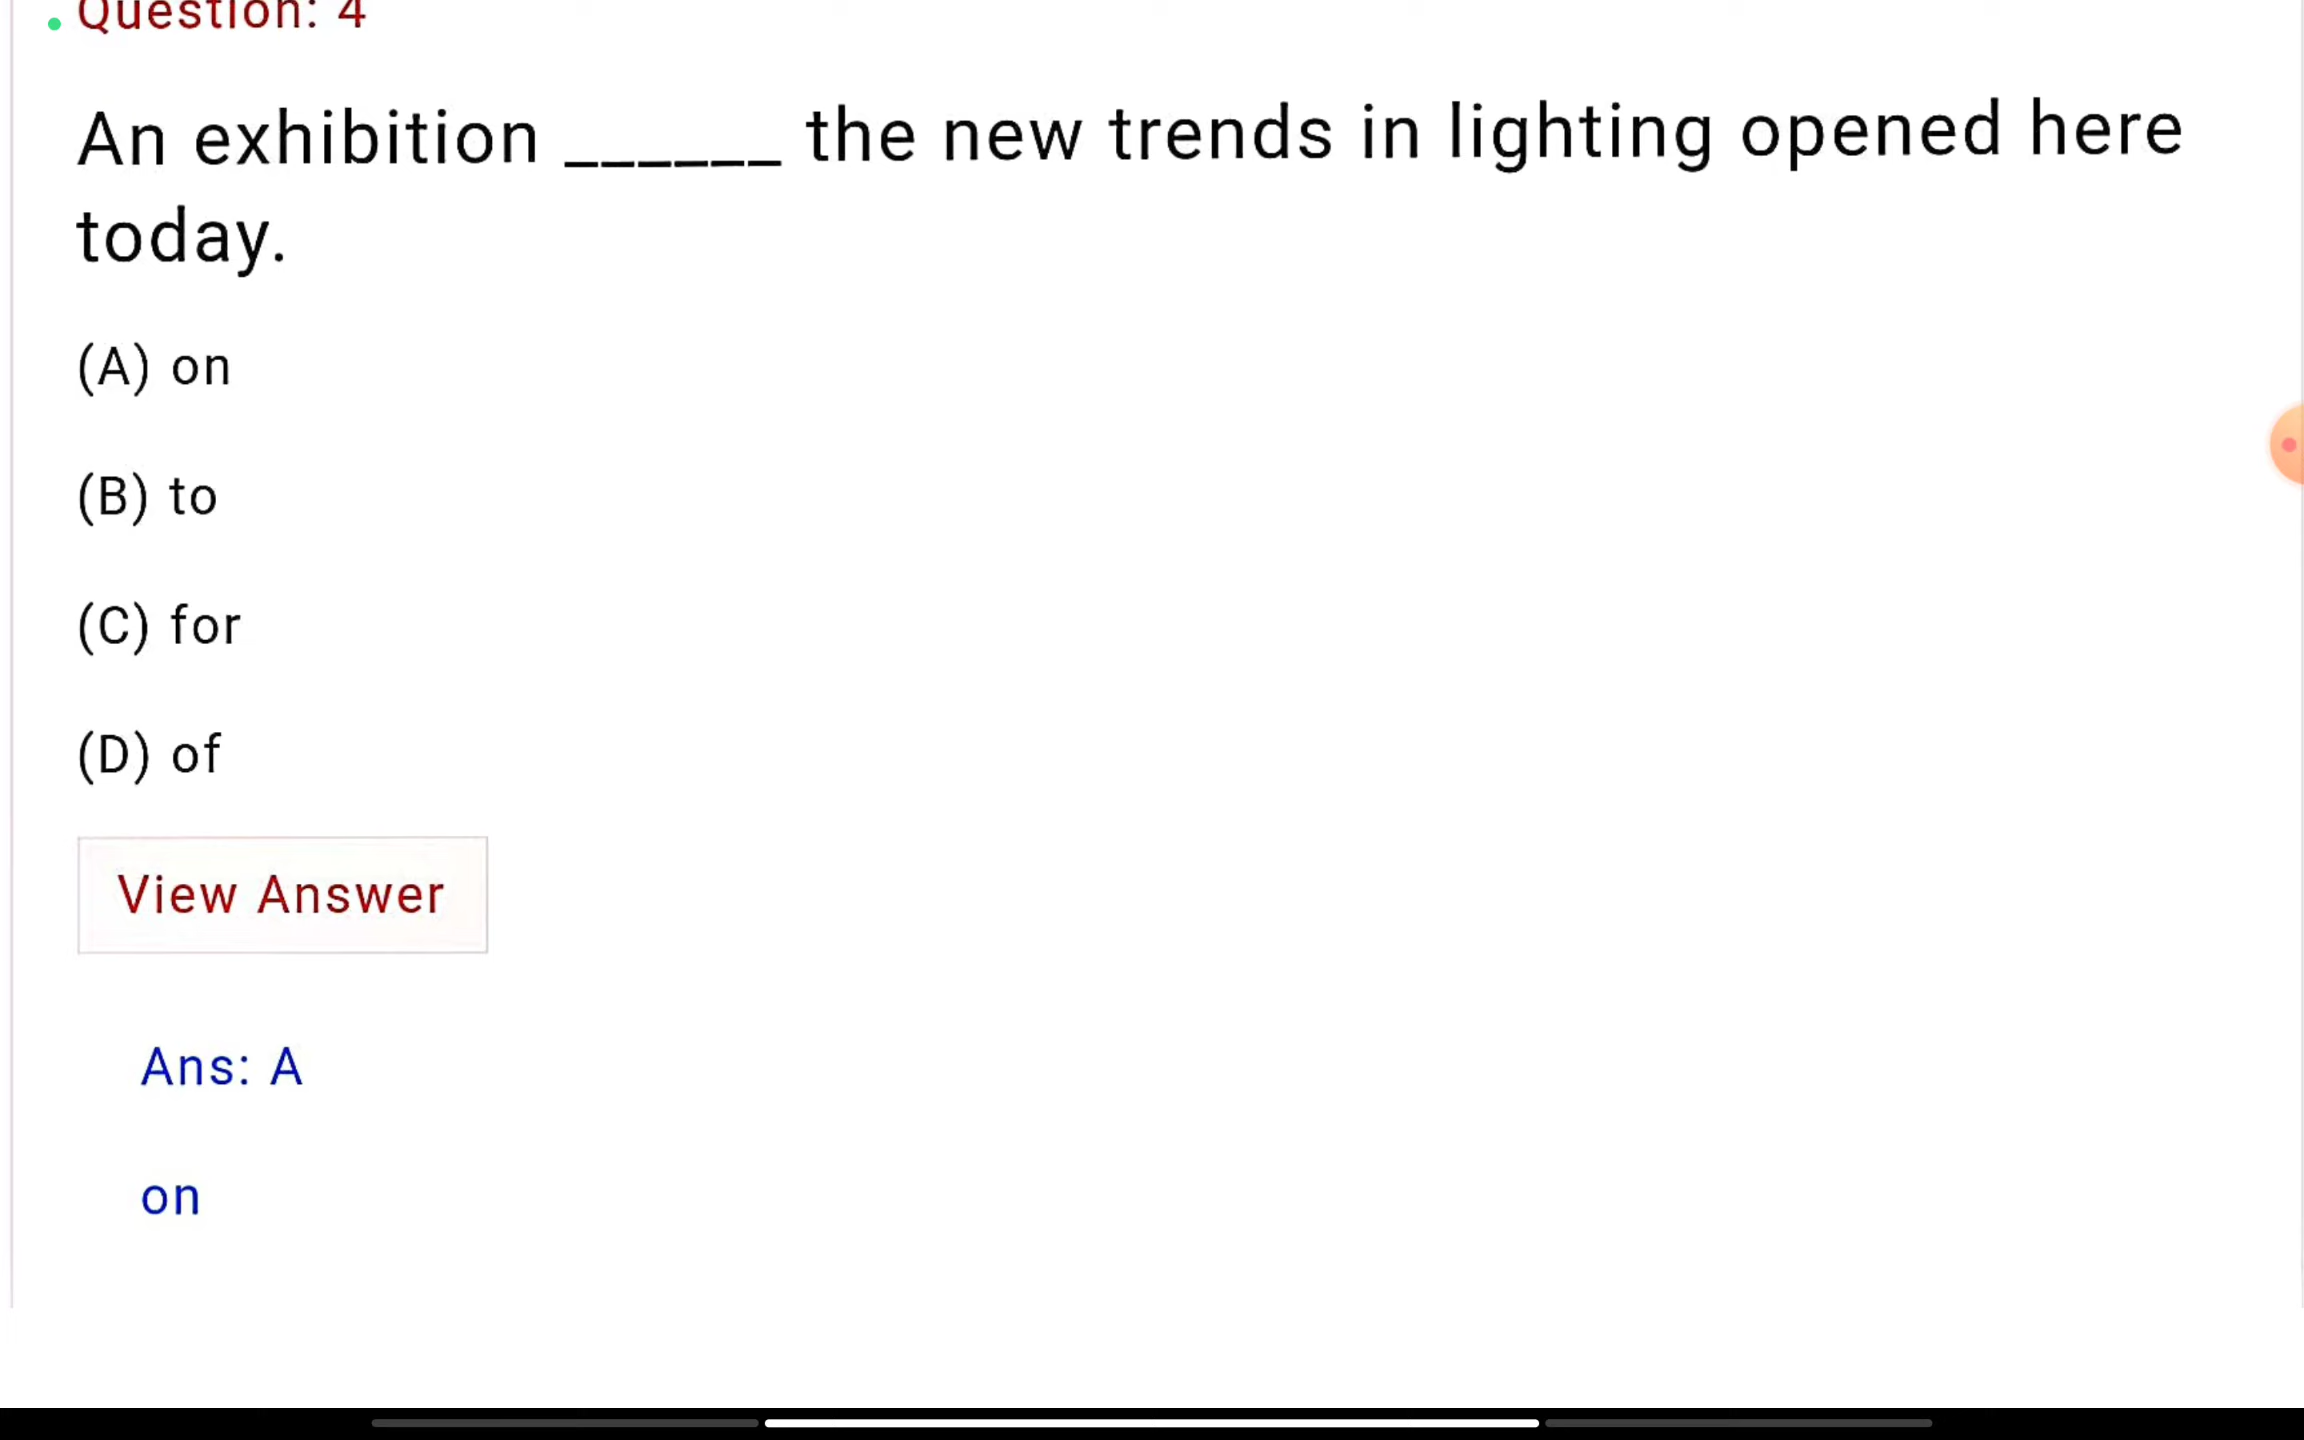 Question: 4
An exhibition ______ the new trends in lighting opened here
today.
(A) on
(B) to
(C) for
(D) of
View Answer
Ans: A
on